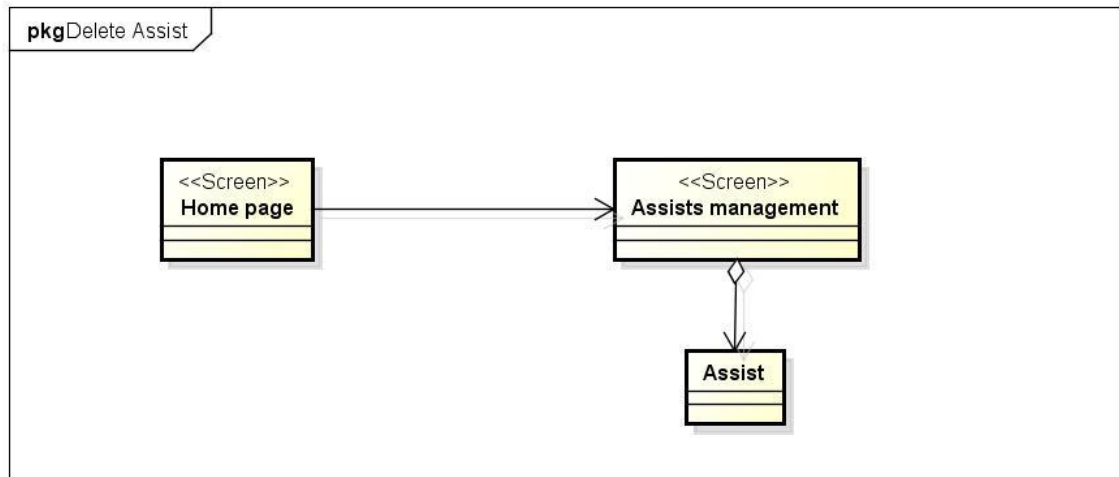 pkgDelete Assist
<<Screen>>
Home page
<<Screen>>
Assists management
Assist